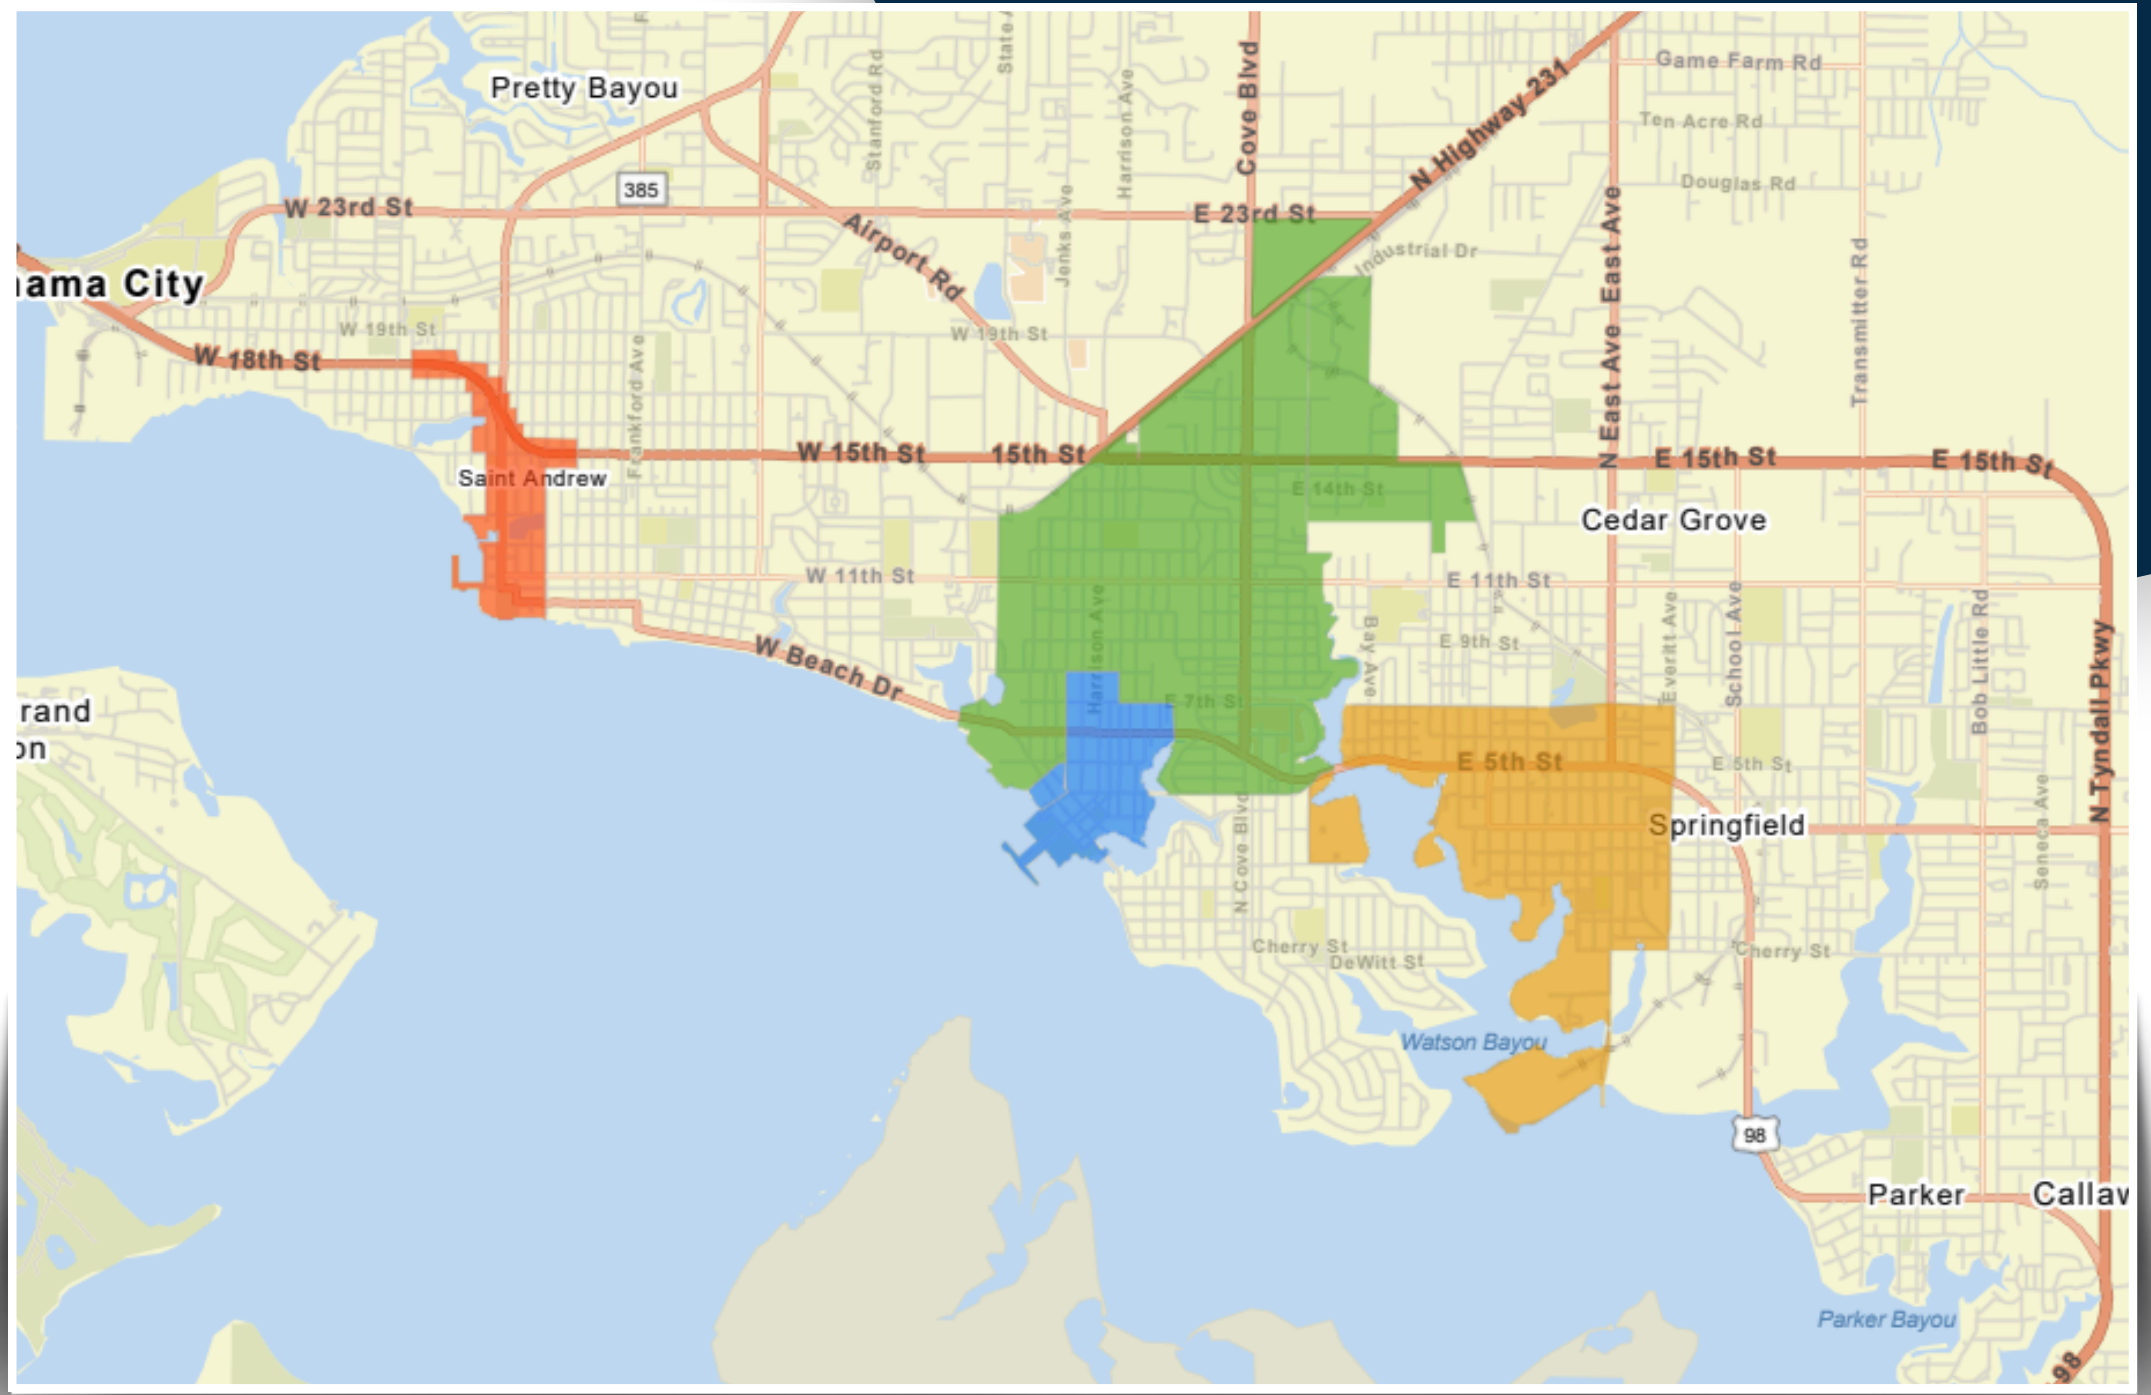 Pretty Bayou
Stanford Rd
Harrison Ave
Cove Blvd
N Highway 231
Game Farm Rd
Ten Acre Rd
Douglas Rd
385
W 23rd St
E 23rd St
Airport Rd
Jenks Ave
Industrial Dr
N East Ave
East Ave
Transmitter Rd
ama City
W 19th St
W 19th St
W 18th St
Frankford Ave
Saint Andrew
W 15th St
15th St
E 15th St
E 15th St
E 14th St
Cedar Grove
W 11th St
E 11th St
Harrison Ave
Bay Ave
E 9th St
Everitt Ave
School Ave
Bob Little Rd
N Tyndall Pkwy
W Beach Dr
E 7th St
rand
on
E 5th St
E 5th St
Springfield
Seneca Ave
N Cove Blvd
Cherry St
DeWitt St
Cherry St
Watson Bayou
98
Parker
Callaw
Parker Bayou
98